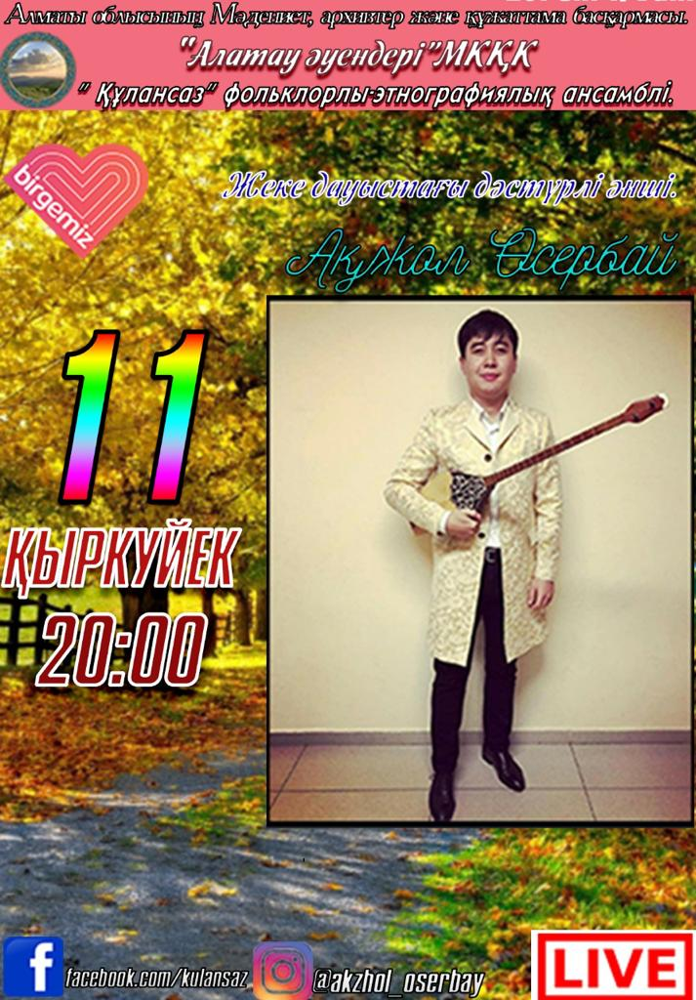 Алматы облысының Мәдениет, архивтер және құжаттама басқармасы.
"Алатау әуендері"МКҚК
" Құлансаз" фольклорлы-этнографиялық ансамблі.
birgemiz
Жеке дауыстағы дәстүрлі әнші.
Ақжол Өсербай
11
ҚЫРКҮЙЕК
20:00
facebook.com/kulansaz
@akzhol_oserbay
LIVE